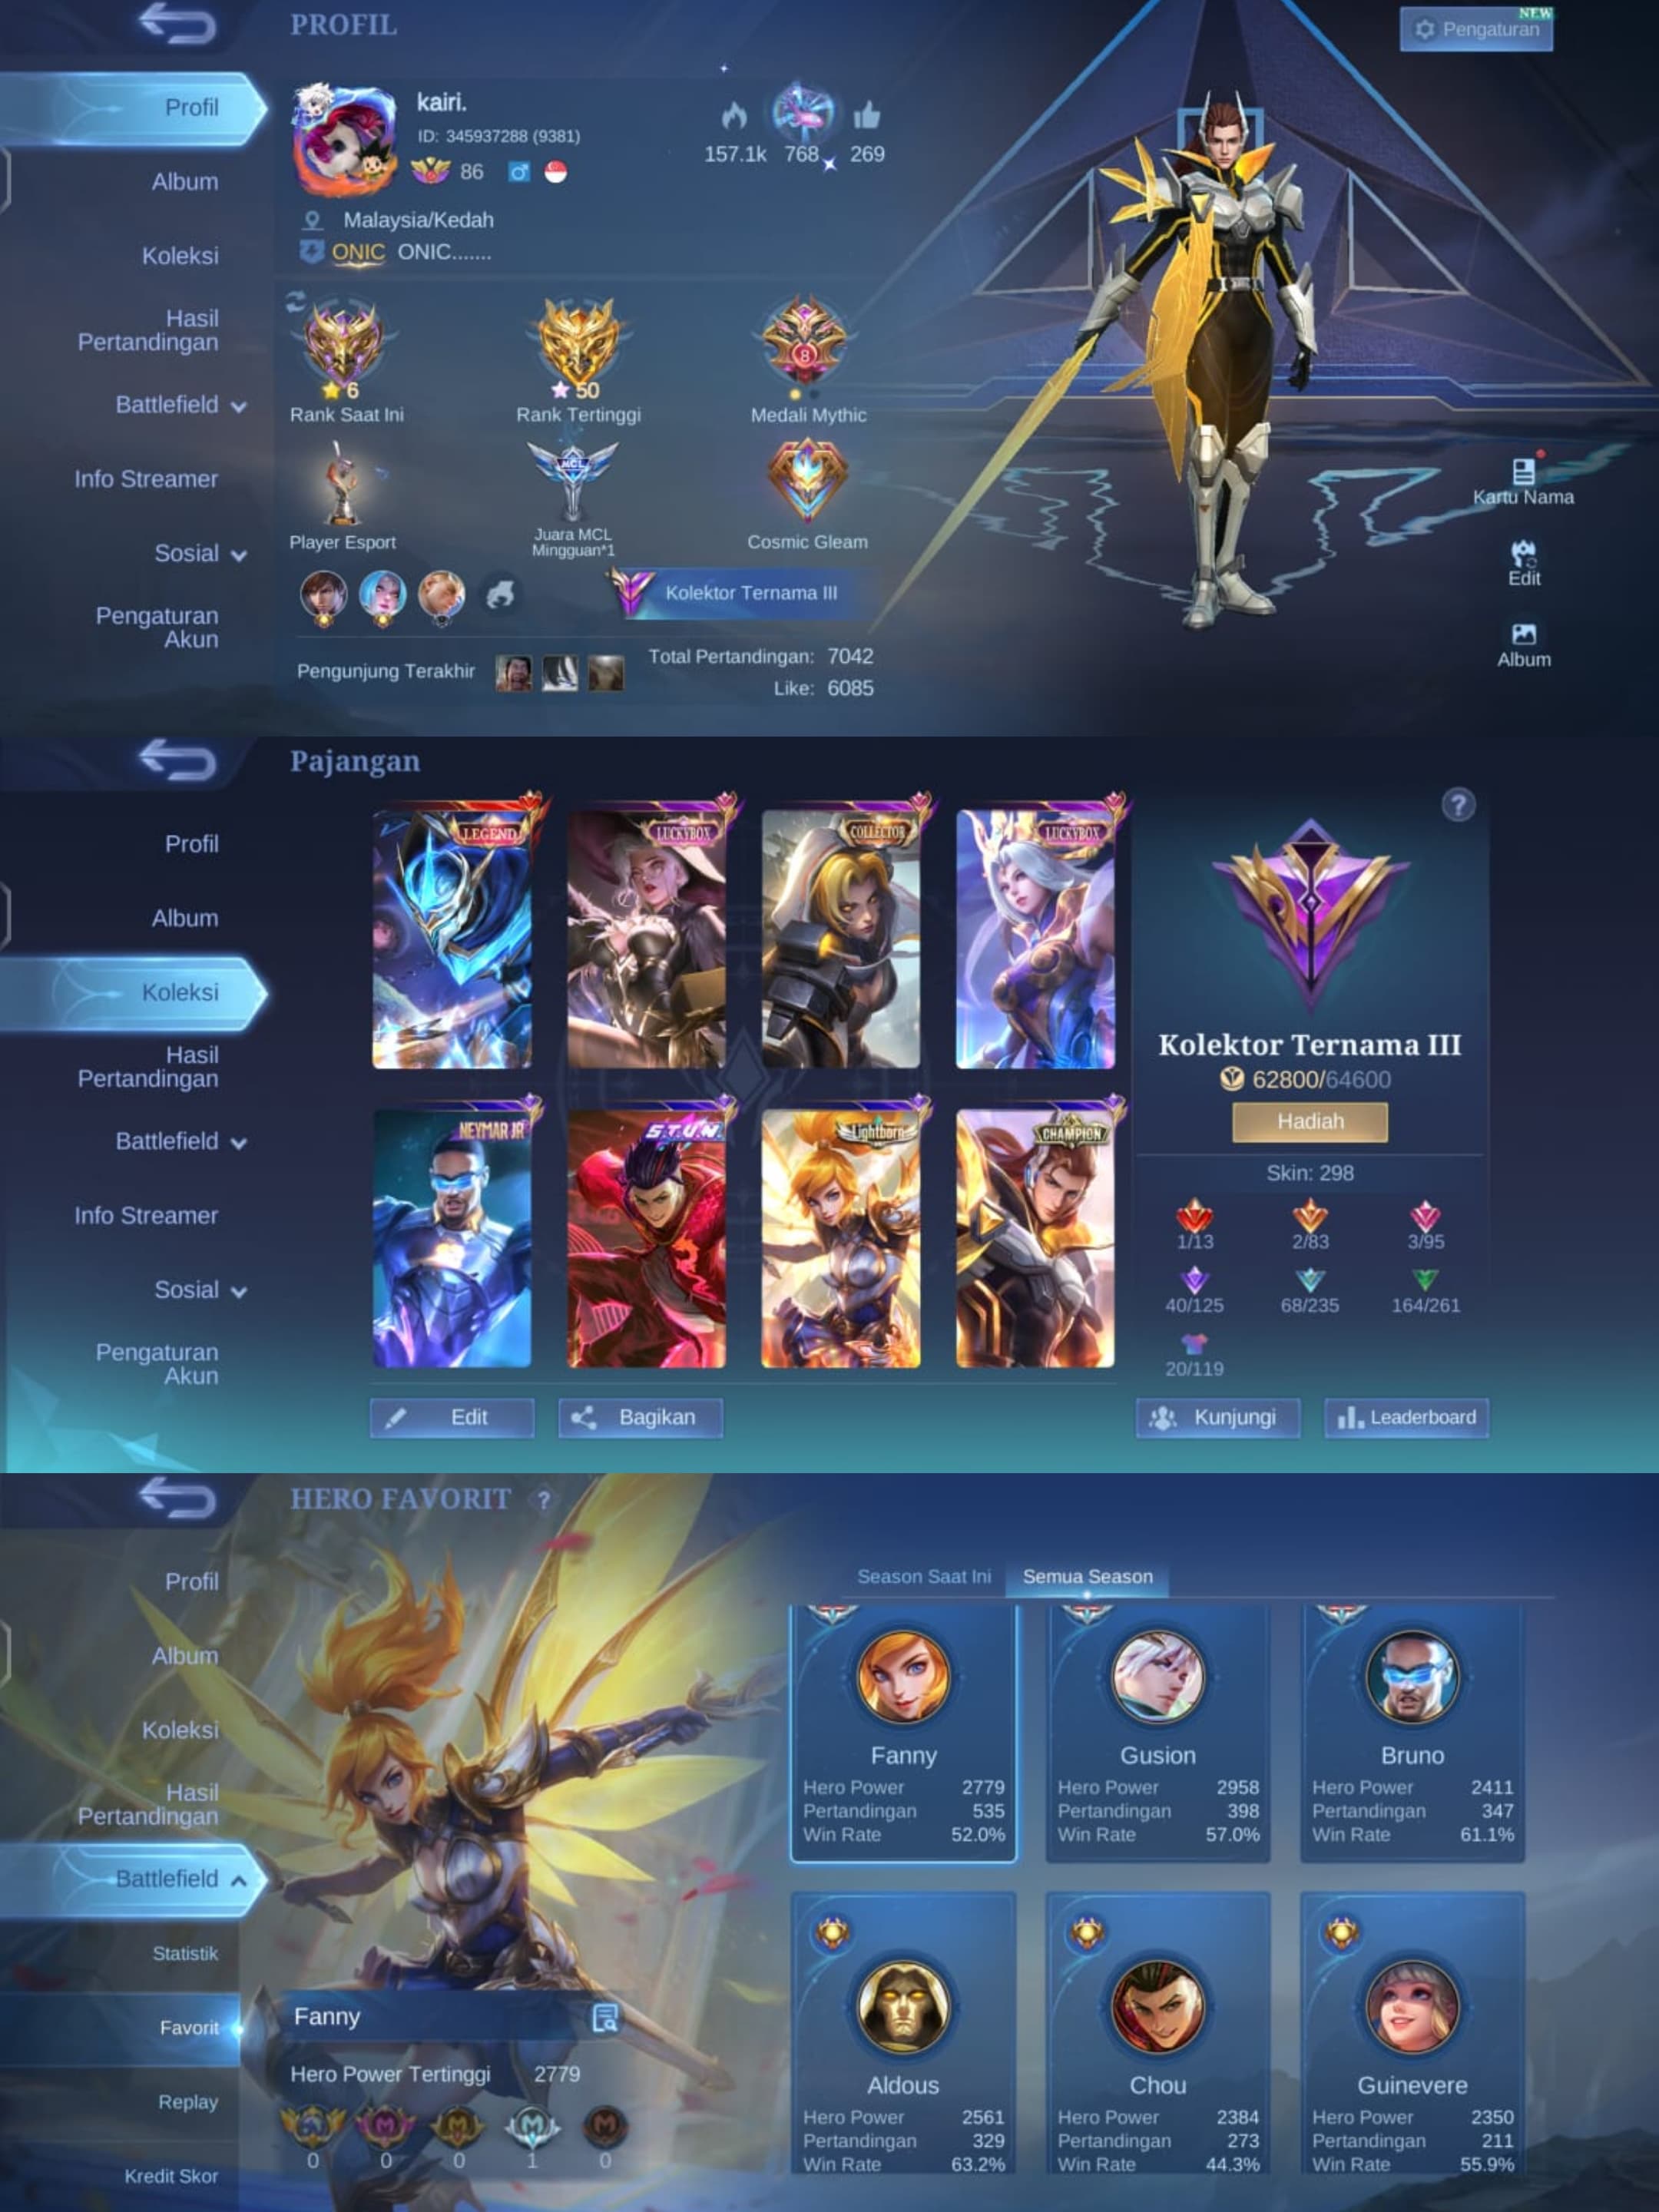 PROFIL
NEW
Pengaturan
Profil
Album
Koleksi
Hasil
Pertandingan
Battlefield
Info Streamer
Sosial
Pengaturan
Akun
kairi.
ID: 345937288 (9381)
86
157.1k 768 269
Malaysia/Kedah
ONIC ONIC.......
6
Rank Saat Ini
50
Rank Tertinggi
8
Medali Mythic
Player Esport
MCL
Juara MCL
Mingguan*1
Cosmic Gleam
Kolektor Ternama III
Pengunjung Terakhir
Total Pertandingan: 7042
Like: 6085
Kartu Nama
Edit
Album
Pajangan
Profil
Album
Koleksi
Hasil
Pertandingan
Battlefield
Info Streamer
Sosial
Pengaturan
Akun
LEGEND
LUCKYBOX
COLLECTOR
LUCKYBOX
NEYMAR JR
S.T.U.N.
Lightborn
CHAMPION
Edit
Bagikan
?
Kolektor Ternama III
62800/64600
Hadiah
Skin: 298
1/13 2/83 3/95
40/125 68/235 164/261
20/119
Kunjungi
Leaderboard
HERO FAVORIT ?
Profil
Album
Koleksi
Hasil
Pertandingan
Battlefield
Statistik
Favorit
Replay
Kredit Skor
Fanny
Hero Power Tertinggi 2779
0 0 0 1 0
Season Saat Ini Semua Season
Fanny
Hero Power 2779
Pertandingan 535
Win Rate 52.0%
Gusion
Hero Power 2958
Pertandingan 398
Win Rate 57.0%
Bruno
Hero Power 2411
Pertandingan 347
Win Rate 61.1%
Aldous
Hero Power 2561
Pertandingan 329
Win Rate 63.2%
Chou
Hero Power 2384
Pertandingan 273
Win Rate 44.3%
Guinevere
Hero Power 2350
Pertandingan 211
Win Rate 55.9%